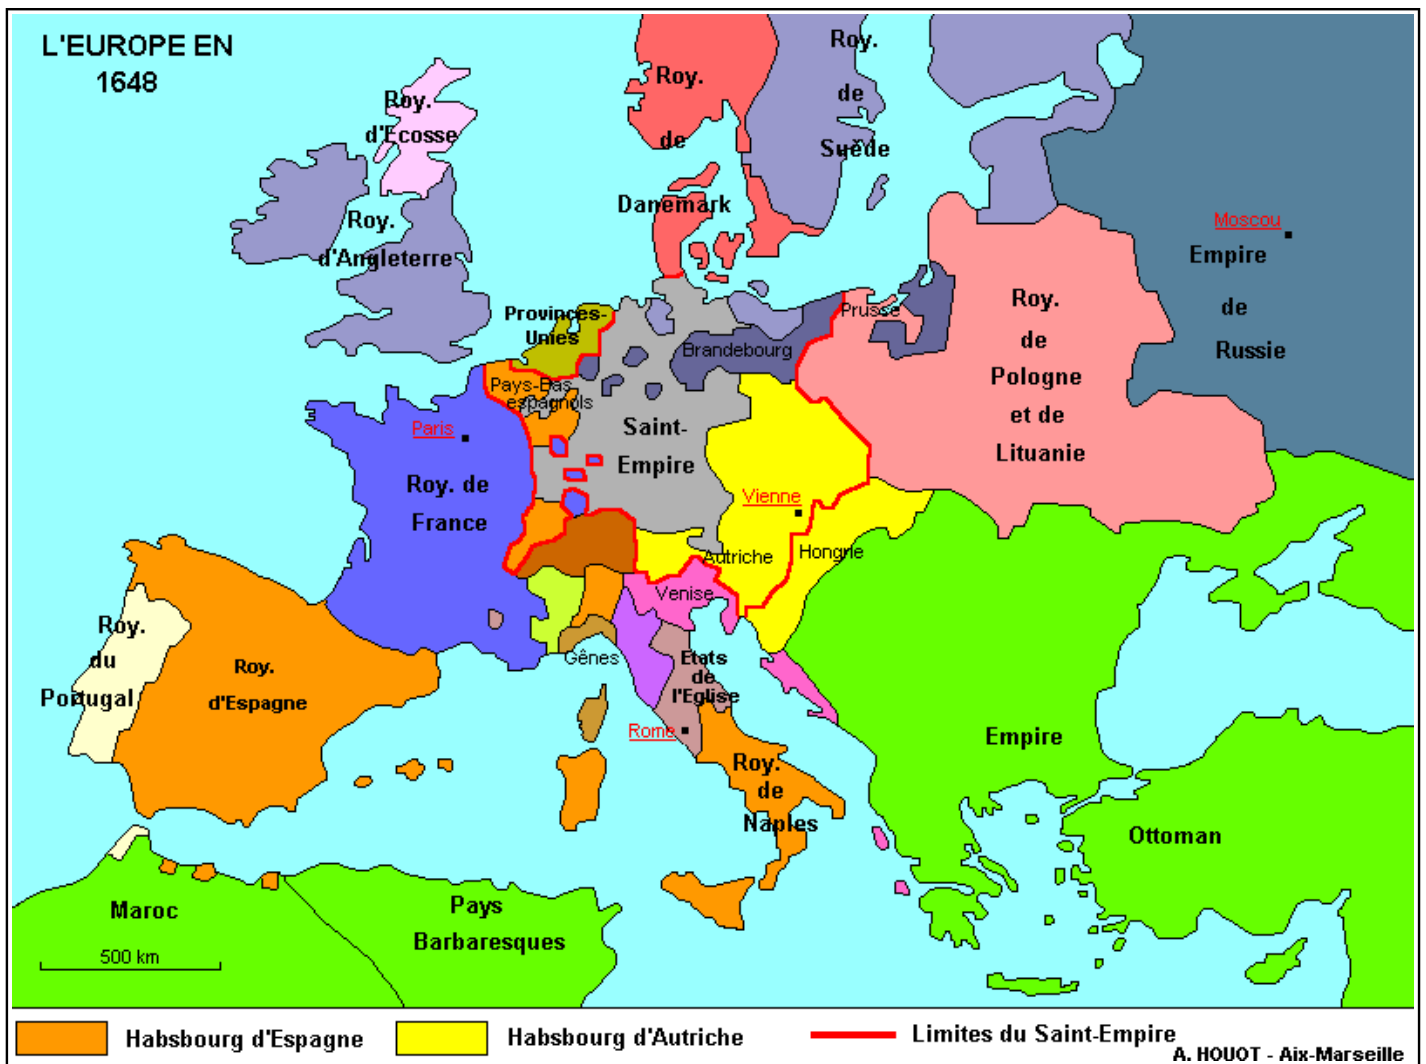 L'EUROPE EN
1648
Roy.
d'Ecosse
Roy.
d'Angleterre
Roy.
de
Danemark
Roy.
de
Suède
Moscou
Empire
de
Russie
Provinces-
Unies
Pays-Bas
espagnols
Brandebourg
Prusse
Roy.
de
Pologne
et de
Lituanie
Paris
Roy. de
France
Saint-
Empire
Vienne
Autriche
Hongrie
Venise
Gênes
Etats
de
l'Eglise
Rome
Roy.
de
Naples
Roy.
du
Portugal
Roy.
d'Espagne
Empire
Ottoman
Maroc
Pays
Barbaresques
500 km
Habsbourg d'Espagne
Habsbourg d'Autriche
Limites du Saint-Empire
A. HOUOT - Aix-Marseille